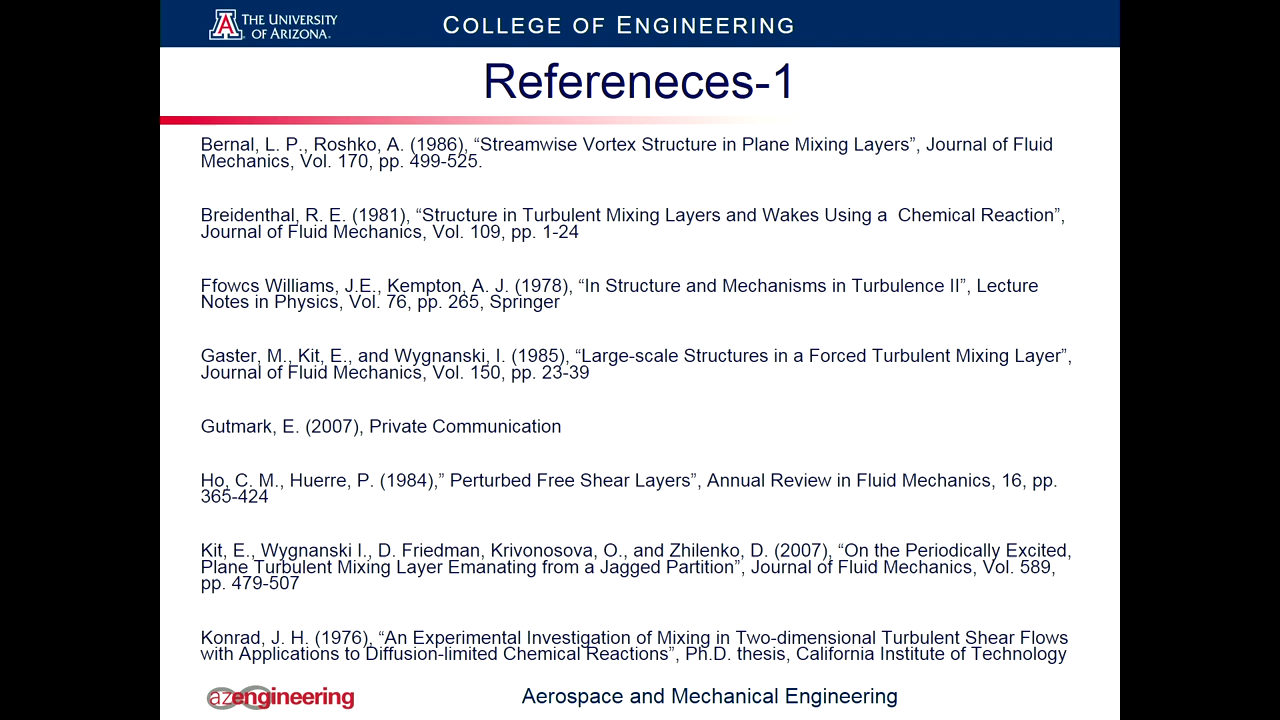 THE UNIVERSITY
OF ARIZONA.
COLLEGE OF ENGINEERING
Refereneces-1
Bernal, L. P., Roshko, A. (1986), “Streamwise Vortex Structure in Plane Mixing Layers”, Journal of Fluid
Mechanics, Vol. 170, pp. 499-525.
Breidenthal, R. E. (1981), “Structure in Turbulent Mixing Layers and Wakes Using a  Chemical Reaction”,
Journal of Fluid Mechanics, Vol. 109, pp. 1-24
Ffowcs Williams, J.E., Kempton, A. J. (1978), “In Structure and Mechanisms in Turbulence II”, Lecture
Notes in Physics, Vol. 76, pp. 265, Springer
Gaster, M., Kit, E., and Wygnanski, I. (1985), “Large-scale Structures in a Forced Turbulent Mixing Layer”,
Journal of Fluid Mechanics, Vol. 150, pp. 23-39
Gutmark, E. (2007), Private Communication
Ho, C. M., Huerre, P. (1984),” Perturbed Free Shear Layers”, Annual Review in Fluid Mechanics, 16, pp.
365-424
Kit, E., Wygnanski I., D. Friedman, Krivonosova, O., and Zhilenko, D. (2007), “On the Periodically Excited,
Plane Turbulent Mixing Layer Emanating from a Jagged Partition”, Journal of Fluid Mechanics, Vol. 589,
pp. 479-507
Konrad, J. H. (1976), “An Experimental Investigation of Mixing in Two-dimensional Turbulent Shear Flows
with Applications to Diffusion-limited Chemical Reactions”, Ph.D. thesis, California Institute of Technology
azengineering
Aerospace and Mechanical Engineering